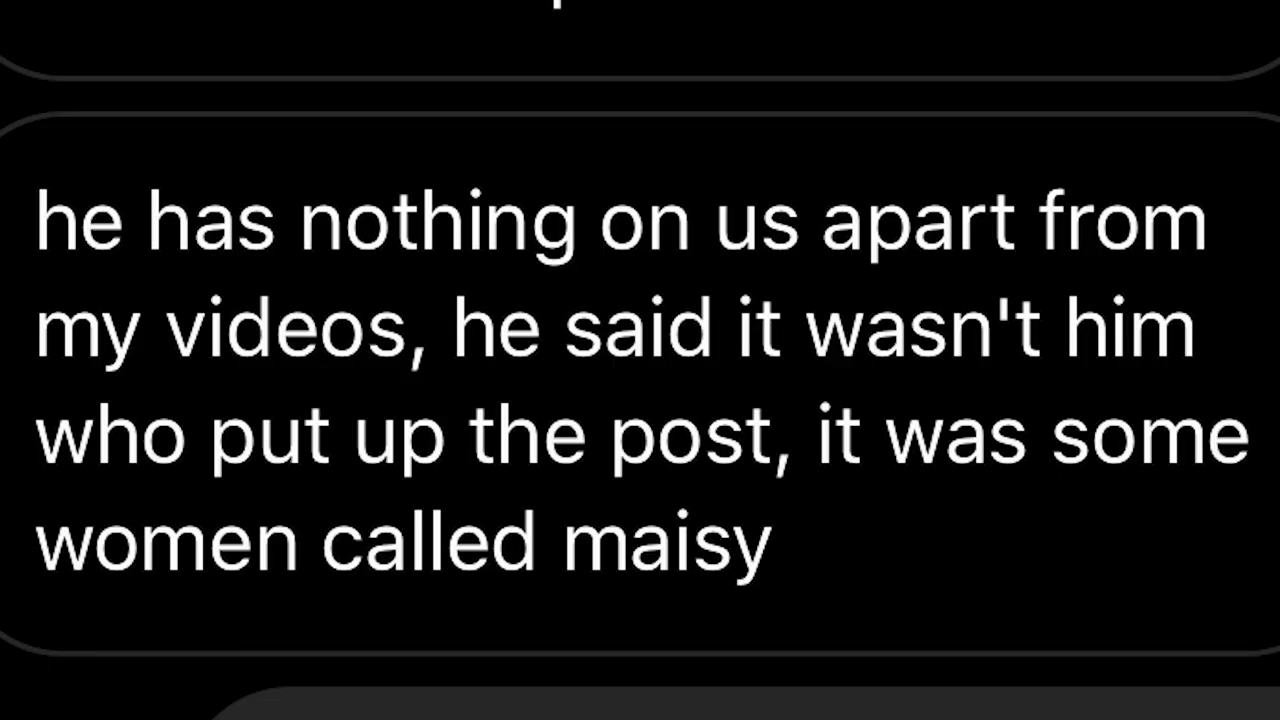 he has nothing on us apart from
my videos, he said it wasn't him
who put up the post, it was some
women called maisy